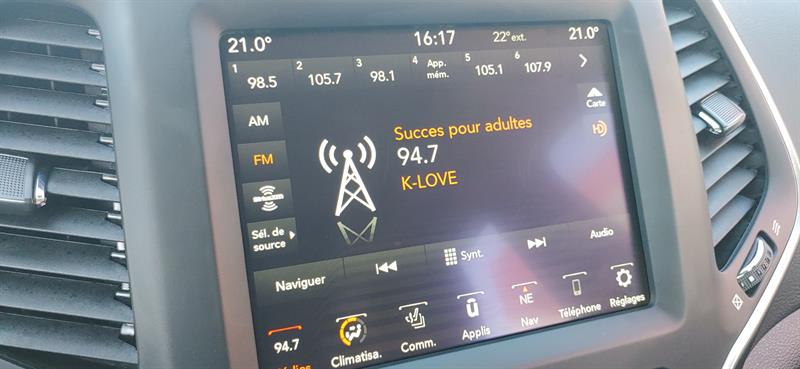 21.0° 16:17 22° ext. 21.0°
1 98.5 2 105.7 3 98.1 4 App. mém. 5 105.1 6 107.9
AM
FM
SiriusXM
Sél. de source
Succes pour adultes
94.7
K-LOVE
Carte
HD
Naviguer Synt. Audio
94.7 Climatisa. Comm. Applis NE Nav Téléphone Réglages